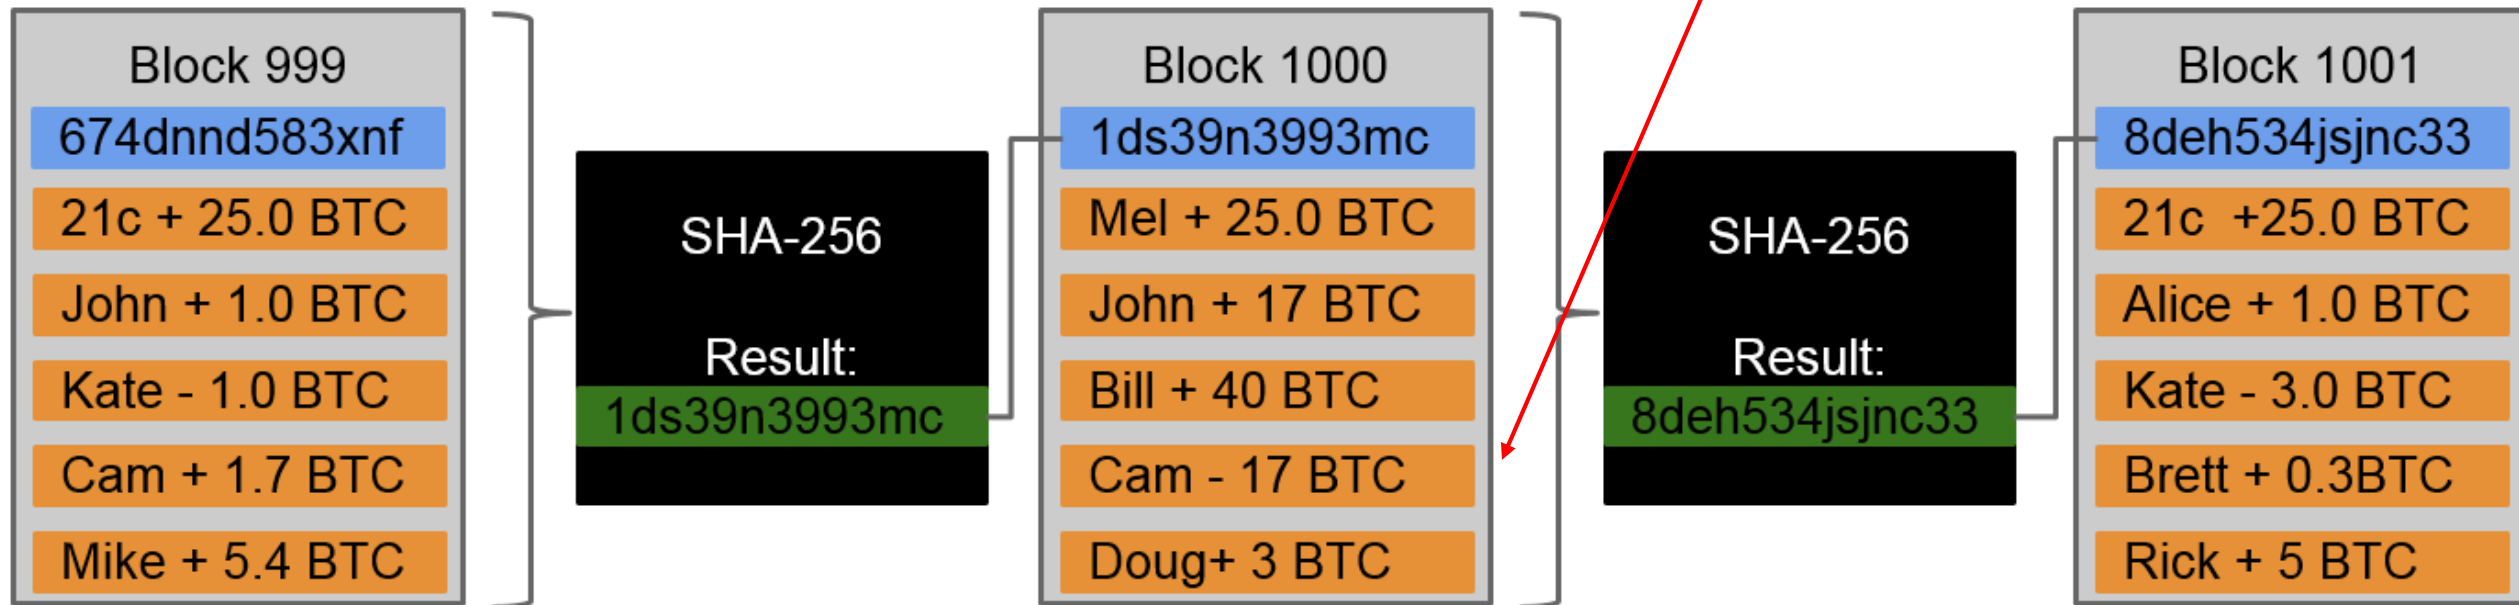 Block 999
674dnnd583xnf
21c + 25.0 BTC
John + 1.0 BTC
Kate - 1.0 BTC
Cam + 1.7 BTC
Mike + 5.4 BTC
SHA-256
Result:
1ds39n3993mc
Block 1000
1ds39n3993mc
Mel + 25.0 BTC
John + 17 BTC
Bill + 40 BTC
Cam - 17 BTC
Doug+ 3 BTC
SHA-256
Result:
8deh534jsjnc33
Block 1001
8deh534jsjnc33
21c  +25.0 BTC
Alice + 1.0 BTC
Kate - 3.0 BTC
Brett + 0.3BTC
Rick + 5 BTC